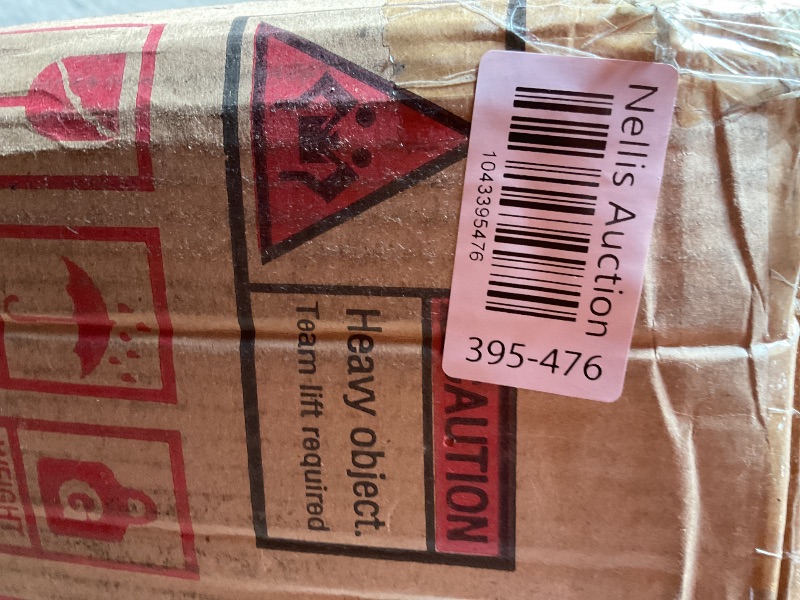 Nellis Auction
1043395476
395-476
CAUTION
Heavy object.
Team lift required